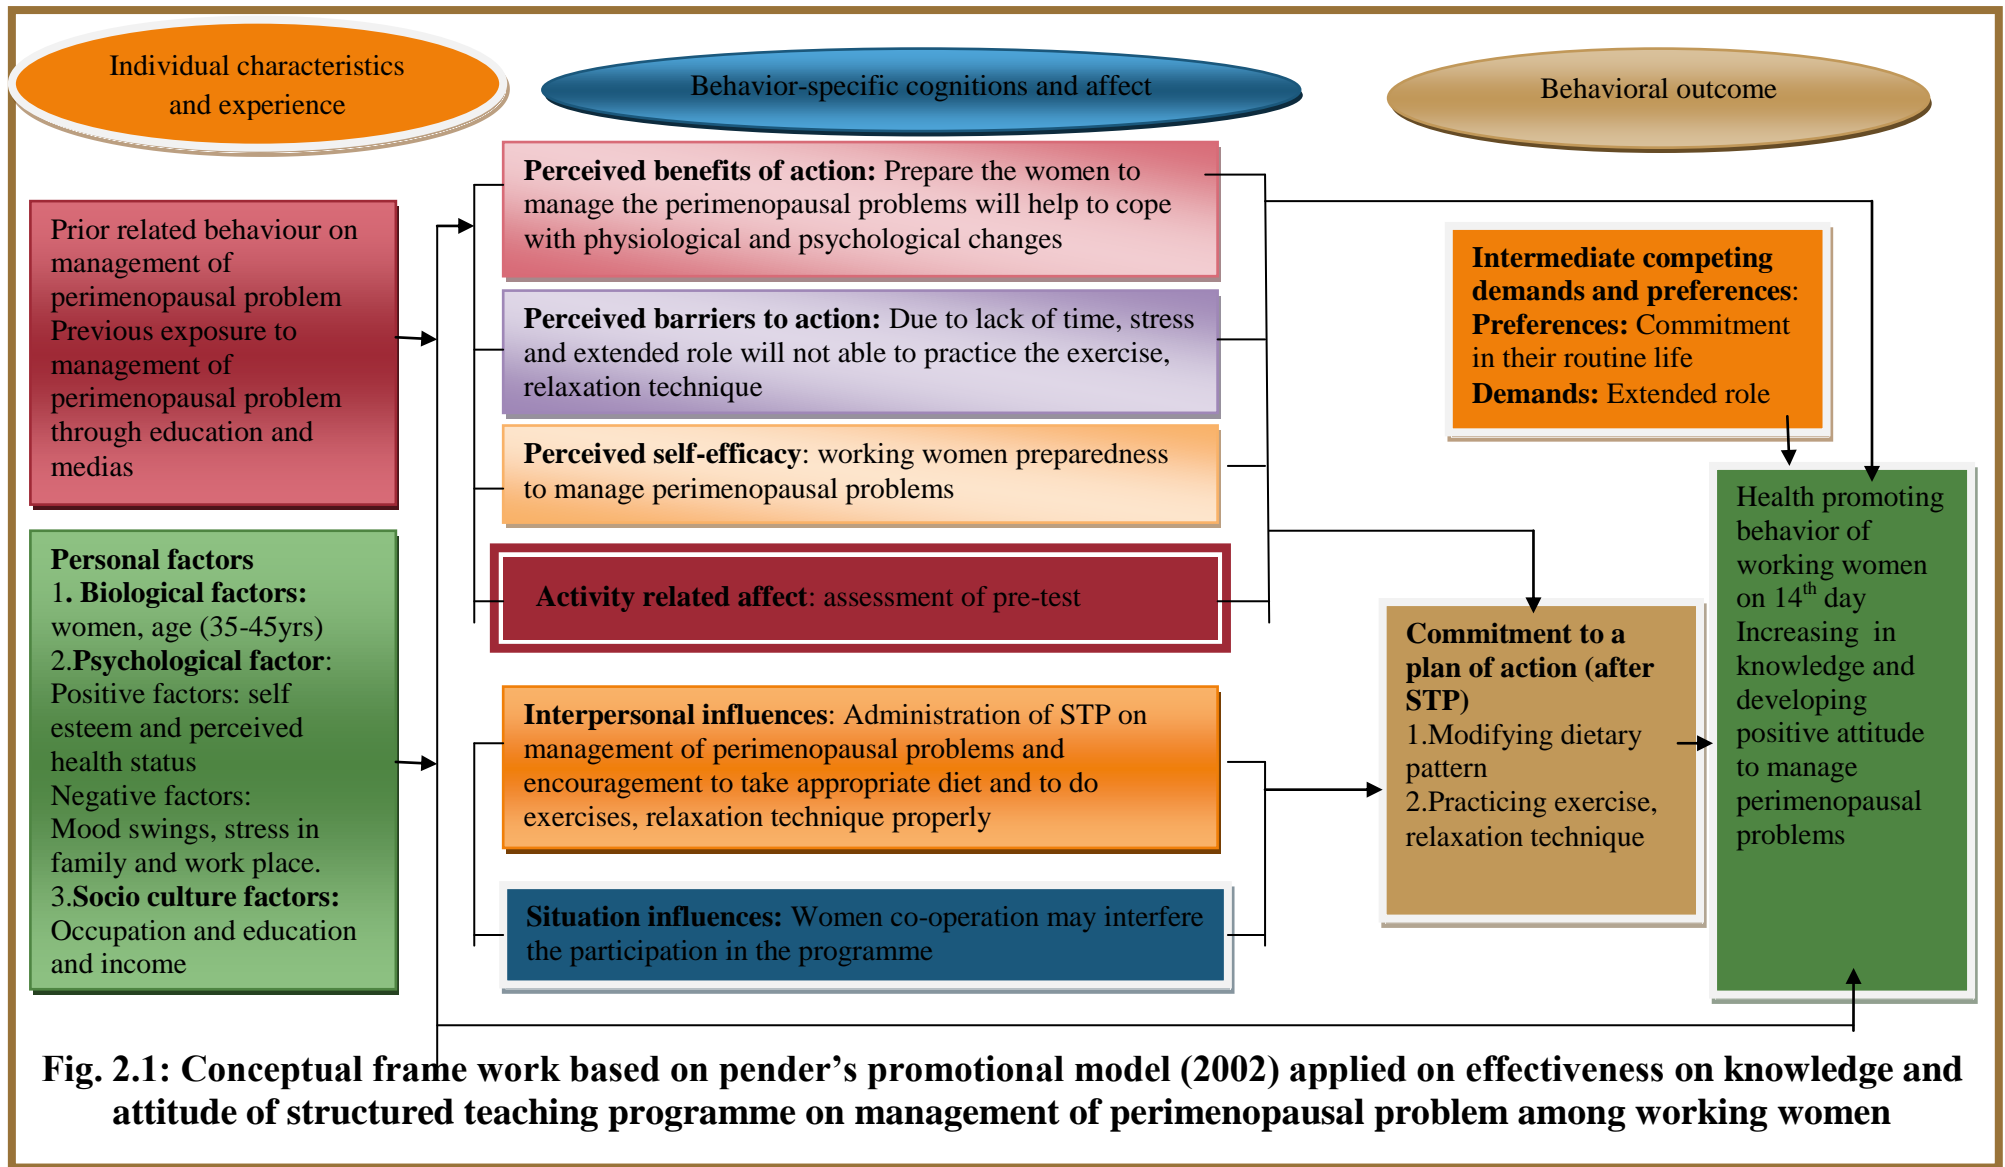 Individual characteristics
and experience
Behavior-specific cognitions and affect
Behavioral outcome
Prior related behaviour on
management of
perimenopausal problem
Previous exposure to
management of
perimenopausal problem
through education and
medias
Personal factors
1. Biological factors:
women, age (35-45yrs)
2.Psychological factor:
Positive factors: self
esteem and perceived
health status
Negative factors:
Mood swings, stress in
family and work place.
3.Socio culture factors:
Occupation and education
and income
Perceived benefits of action: Prepare the women to
manage the perimenopausal problems will help to cope
with physiological and psychological changes
Perceived barriers to action: Due to lack of time, stress
and extended role will not able to practice the exercise,
relaxation technique
Perceived self-efficacy: working women preparedness
to manage perimenopausal problems
Activity related affect: assessment of pre-test
Interpersonal influences: Administration of STP on
management of perimenopausal problems and
encouragement to take appropriate diet and to do
exercises, relaxation technique properly
Situation influences: Women co-operation may interfere
the participation in the programme
Intermediate competing
demands and preferences:
Preferences: Commitment
in their routine life
Demands: Extended role
Commitment to a
plan of action (after
STP)
1.Modifying dietary
pattern
2.Practicing exercise,
relaxation technique
Health promoting
behavior of
working women
on 14th day
Increasing in
knowledge and
developing
positive attitude
to manage
perimenopausal
problems
Fig. 2.1: Conceptual frame work based on pender’s promotional model (2002) applied on effectiveness on knowledge and
attitude of structured teaching programme on management of perimenopausal problem among working women